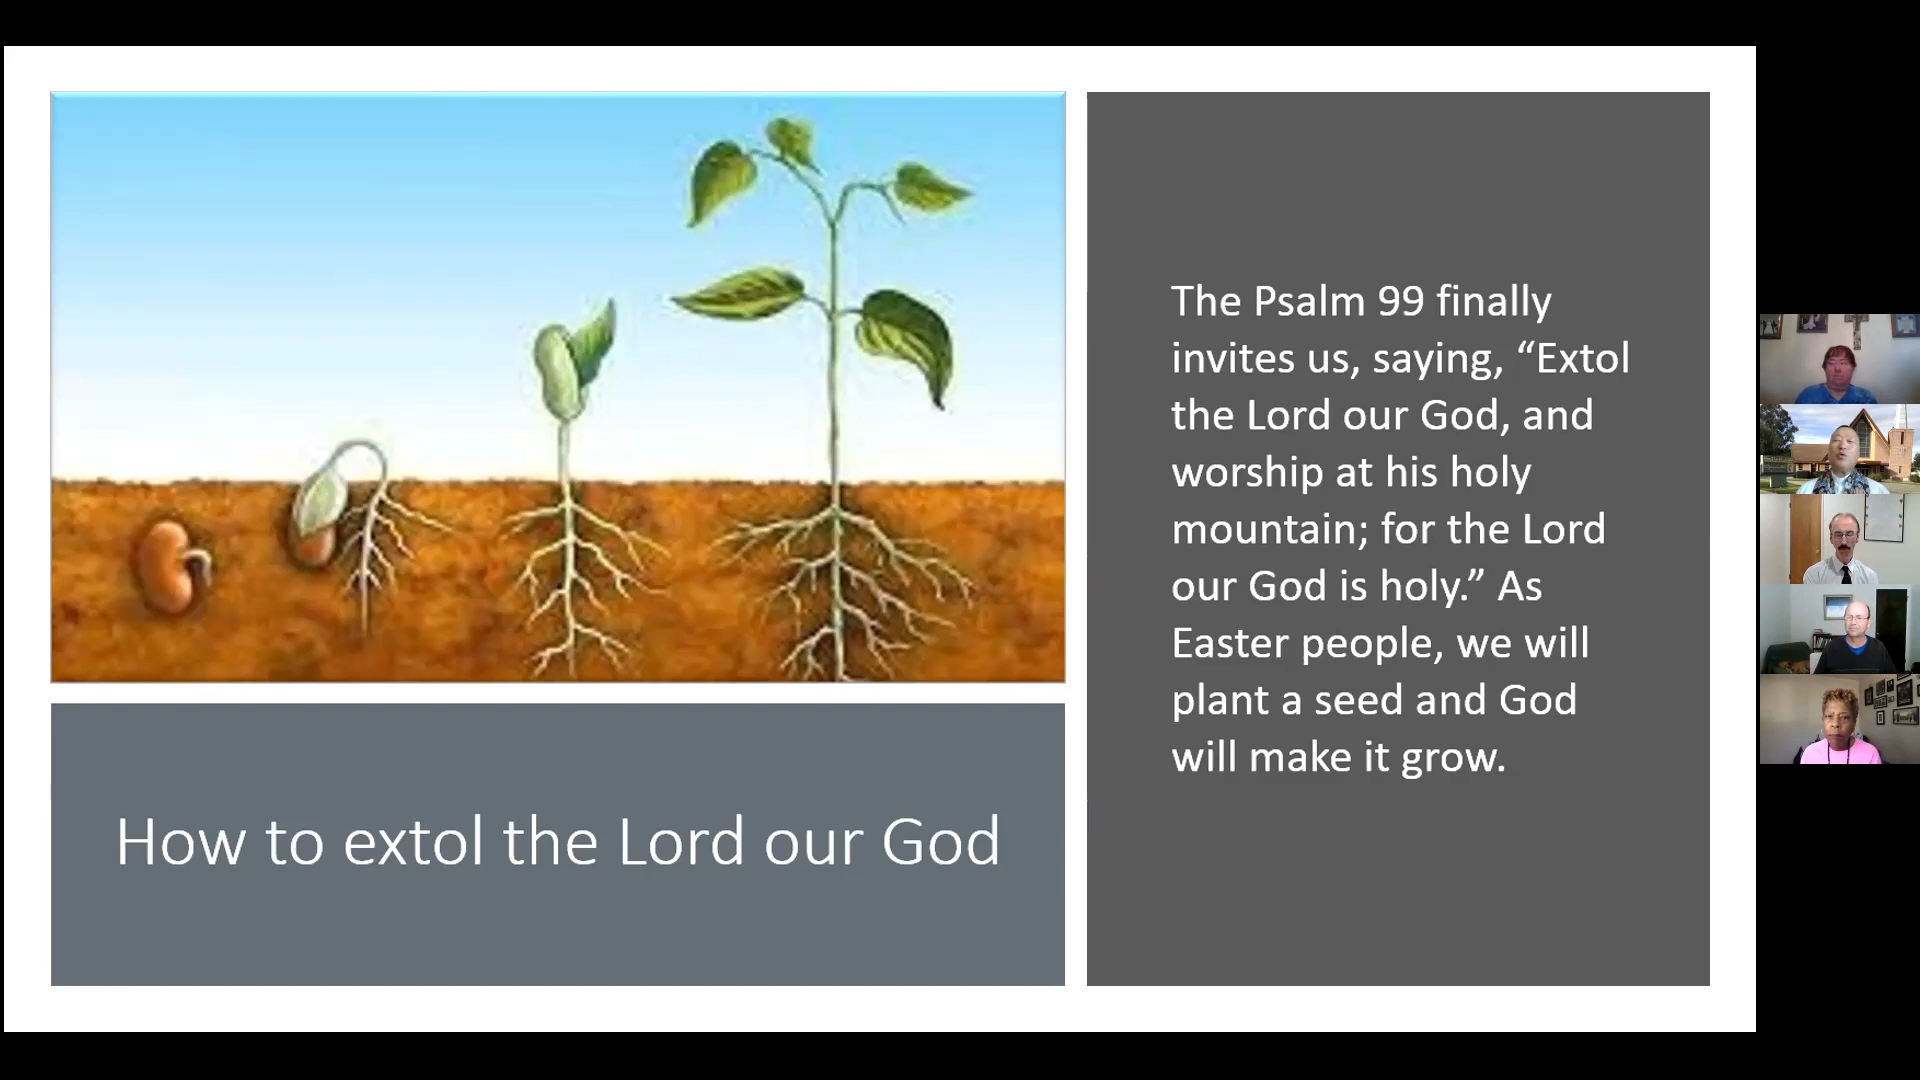 How to extol the Lord our God
The Psalm 99 finally
invites us, saying, “Extol
the Lord our God, and
worship at his holy
mountain; for the Lord
our God is holy.” As
Easter people, we will
plant a seed and God
will make it grow.